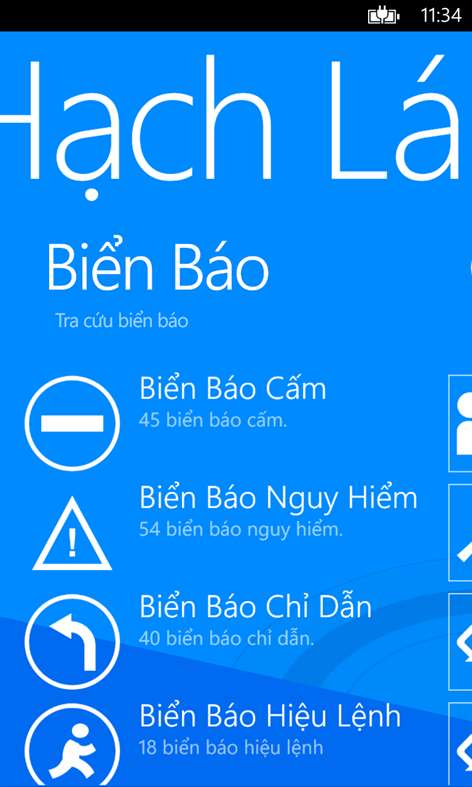 11:34
Hạch Lá
Biển Báo
Tra cứu biển báo
Biển Báo Cấm
45 biển báo cấm.
Biển Báo Nguy Hiểm
54 biển báo nguy hiểm.
Biển Báo Chỉ Dẫn
40 biển báo chỉ dẫn.
Biển Báo Hiệu Lệnh
18 biển báo hiệu lệnh